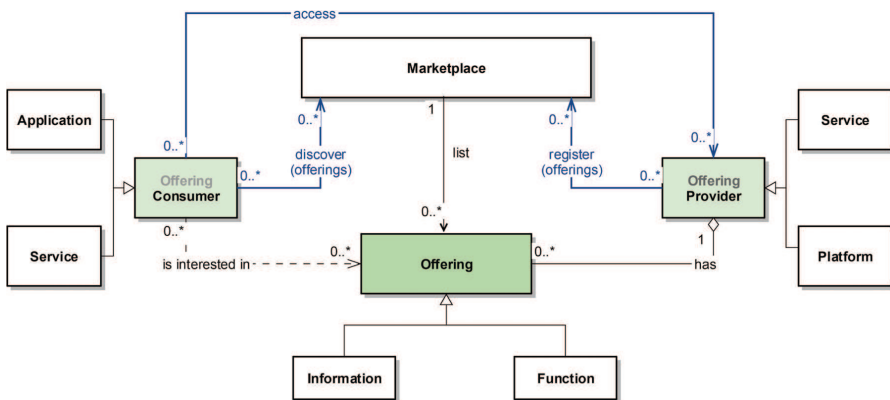 access
Marketplace
Application
Service
1
0..*
0..*
0..*
0..*
discover
(offerings)
list
register
(offerings)
Offering
Consumer
0..*
0..*
Offering
Provider
0..*
0..*
1
Service
is interested in
0..*
Offering
0..*
has
Platform
Information
Function